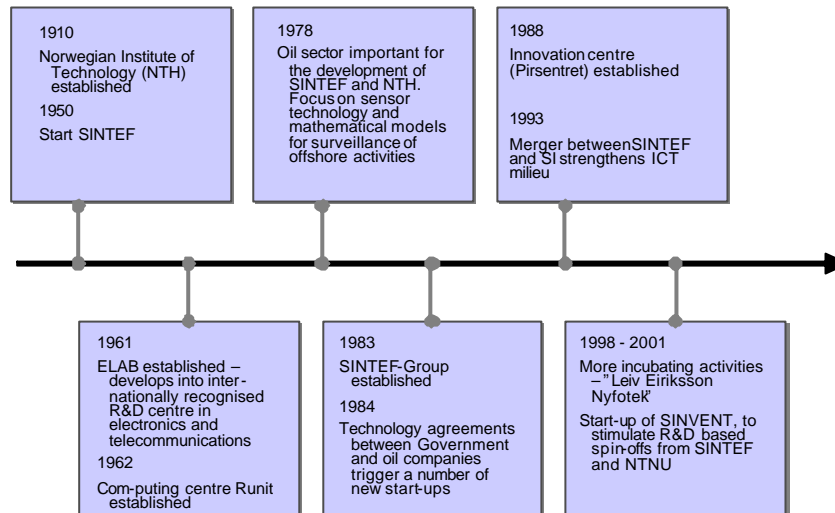 1910
Norwegian Institute of
Technology (NTH)
established
1950
Start SINTEF
1978
Oil sector important for
the development of
SINTEF and NTH.
Focus on sensor
technology and
mathematical models
for surveillance of
offshore activities
1988
Innovation centre
(Pirsentret) established
1993
Merger between SINTEF
and SI strengthens ICT
milieu
1961
ELAB established –
develops into inter-
nationally recognised
R&D centre in
electronics and
telecommunications
1962
Com-puting centre Runit
established
1983
SINTEF-Group
established
1984
Technology agreements
between Government
and oil companies
trigger a number of
new start-ups
1998 - 2001
More incubating activities
–"Leiv Eiriksson
Nyfotek"
Start-up of SINVENT, to
stimulate R&D based
spin-offs from SINTEF
and NTNU